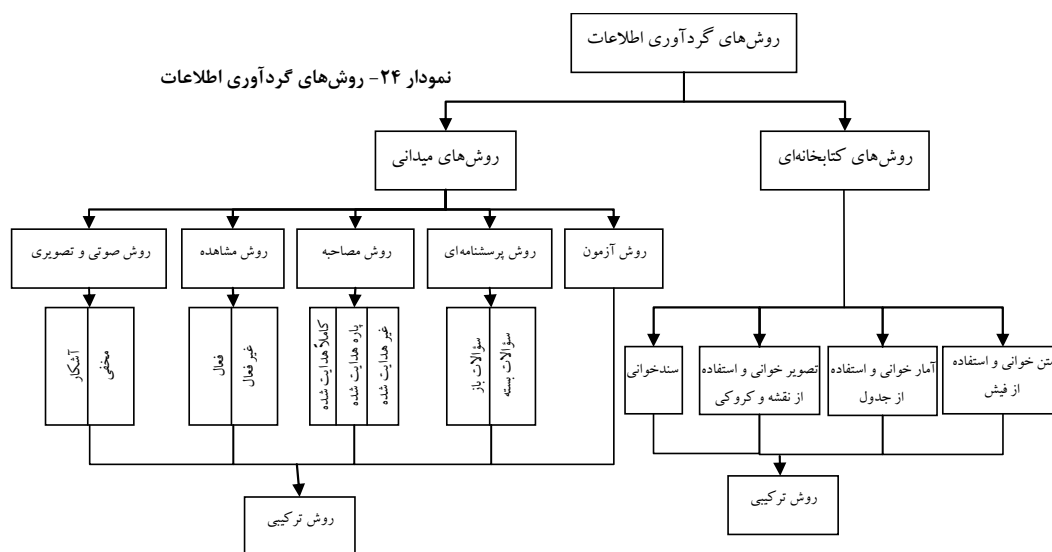 روش‌های گردآوری اطلاعات
نمودار ۲۴- روش‌های گردآوری اطلاعات
روش‌های کتابخانه‌ای
روش‌های میدانی
روش آزمون
روش پرسشنامه‌ای
روش مصاحبه
روش مشاهده
روش صوتی و تصویری
سؤالات بسته
سؤالات باز
غیر هدایت شده
پاره هدایت شده
کاملاً هدایت شده
غیر فعال
فعال
مخفی
آشکار
متن خوانی و استفاده
از فیش
آمار خوانی و استفاده
از جدول
تصویر خوانی و استفاده
از نقشه و کروکی
سندخوانی
روش ترکیبی
روش ترکیبی